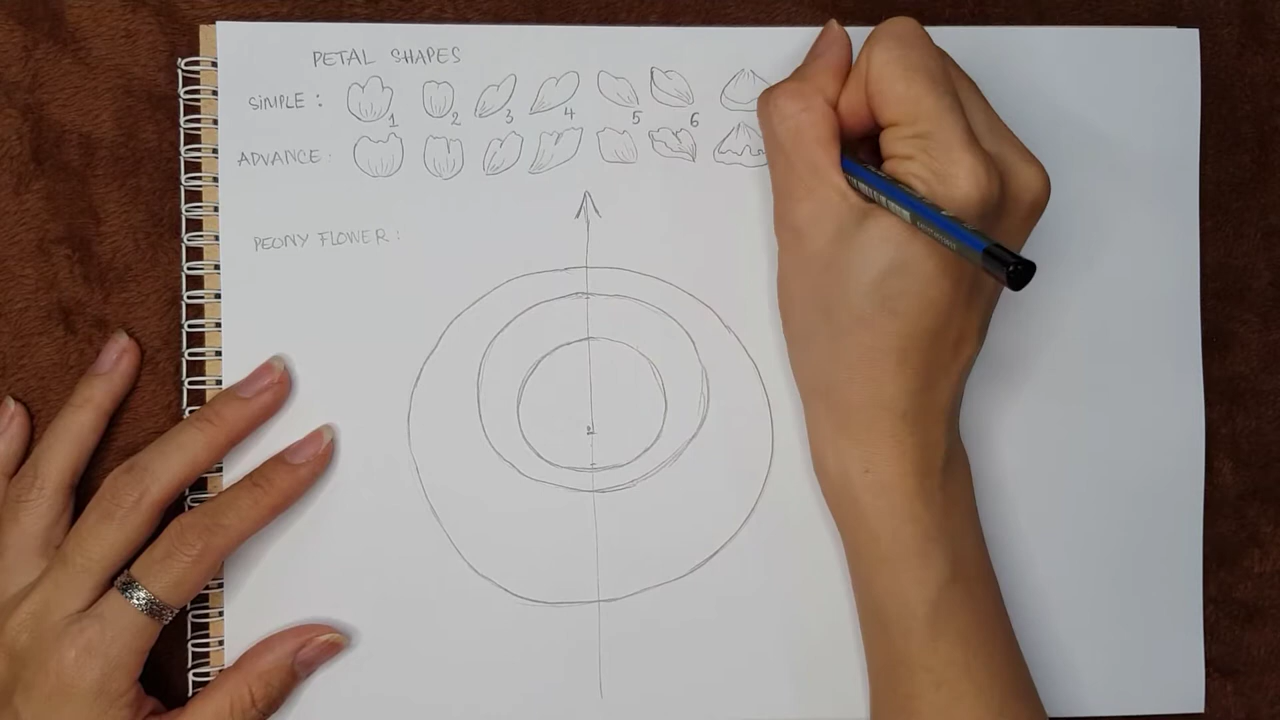 PETAL SHAPES
SIMPLE : 1 2 3 4 5 6
ADVANCE :
PEONY FLOWER :